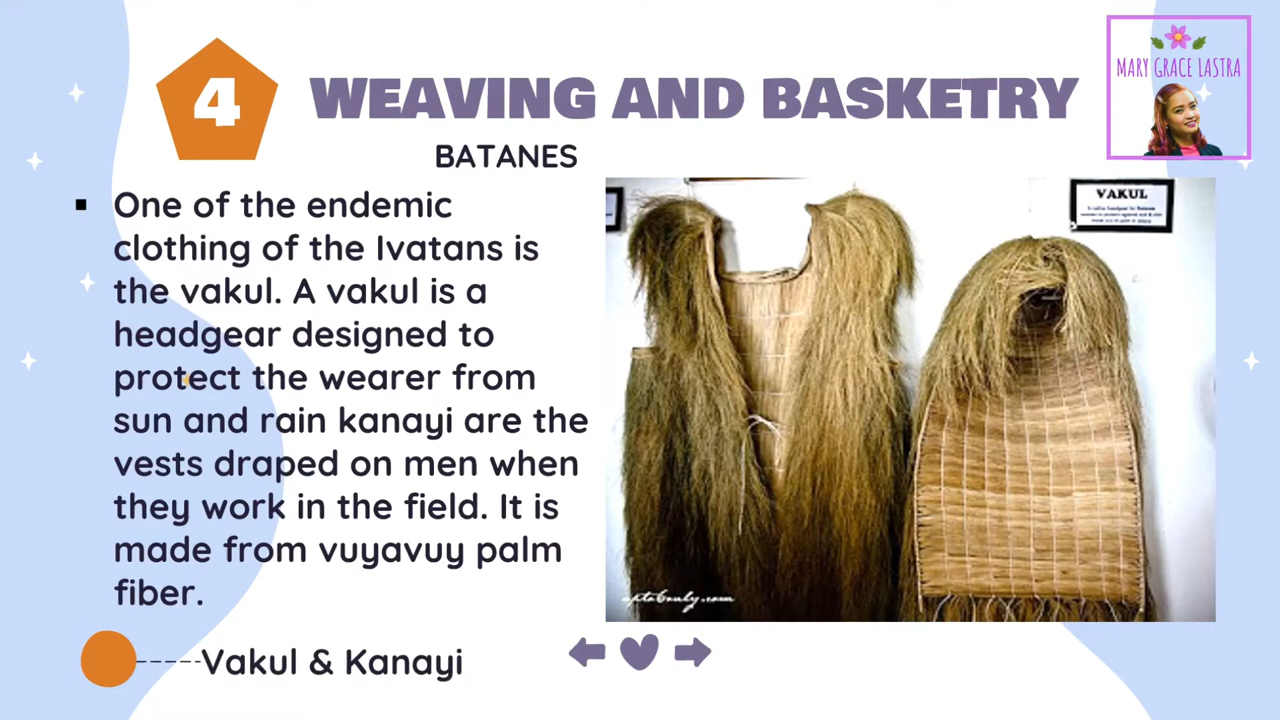 4
WEAVING AND BASKETRY
MARY GRACE LASTRA
BATANES
▪ One of the endemic
clothing of the Ivatans is
the vakul. A vakul is a
headgear designed to
protect the wearer from
sun and rain kanayi are the
vests draped on men when
they work in the field. It is
made from vuyavuy palm
fiber.
VAKUL
Vakul & Kanayi